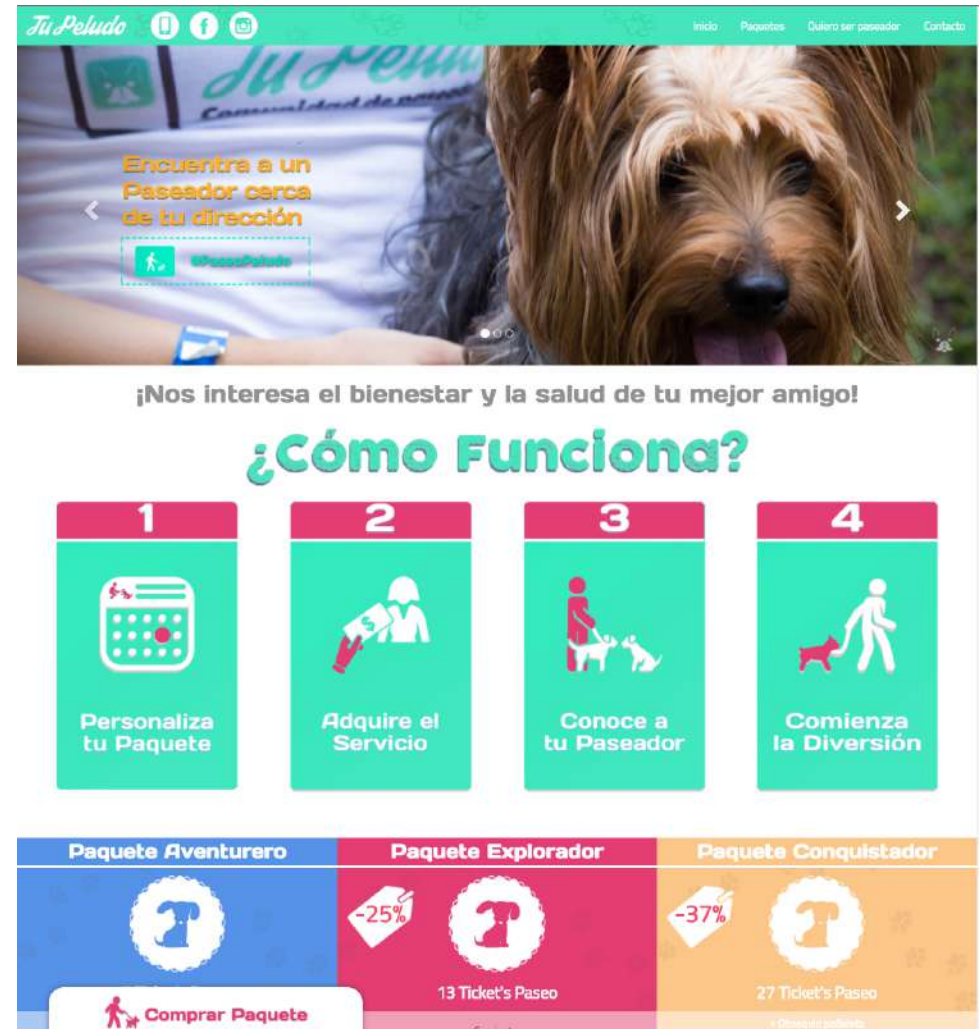 Tu Peludo
Inicio Paquetes Quiero ser paseador Contacto
Encuentra a un
Paseador cerca
de tu dirección
#PaseoPeludo
¡Nos interesa el bienestar y la salud de tu mejor amigo!
¿Cómo Funciona?
1
Personaliza
tu Paquete
2
$
Adquire el
Servicio
3
Conoce a
tu Paseador
4
Comienza
la Diversión
Paquete Aventurero
Paquete Explorador
-25%
13 Ticket's Paseo
Paquete Conquistador
-37%
27 Ticket's Paseo
Comprar Paquete